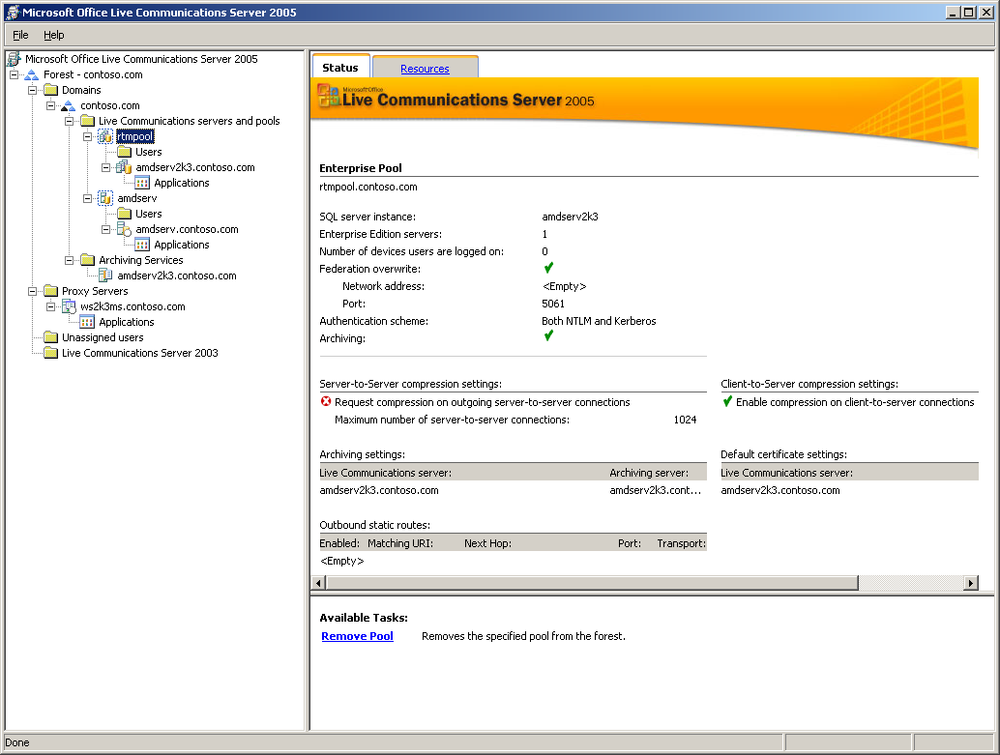 Microsoft Office Live Communications Server 2005
File Help
Microsoft Office Live Communications Server 2005
Forest - contoso.com
Domains
contoso.com
Live Communications servers and pools
rtmpool
Users
amdserv2k3.contoso.com
Applications
amdserv
Users
amdserv.contoso.com
Applications
Archiving Services
amdserv2k3.contoso.com
Proxy Servers
ws2k3ms.contoso.com
Applications
Unassigned users
Live Communications Server 2003
Status Resources
Microsoft Office
Live Communications Server 2005
Enterprise Pool
rtmpool.contoso.com
SQL server instance: amdserv2k3
Enterprise Edition servers: 1
Number of devices users are logged on: 0
Federation overwrite:
Network address: <Empty>
Port: 5061
Authentication scheme: Both NTLM and Kerberos
Archiving:
Server-to-Server compression settings: Client-to-Server compression settings:
Request compression on outgoing server-to-server connections Enable compression on client-to-server connections
Maximum number of server-to-server connections: 1024
Archiving settings: Default certificate settings:
Live Communications server: Archiving server: Live Communications server:
amdserv2k3.contoso.com amdserv2k3.cont... amdserv2k3.contoso.com
Outbound static routes:
Enabled: Matching URI: Next Hop: Port: Transport:
<Empty>
Available Tasks:
Remove Pool Removes the specified pool from the forest.
Done